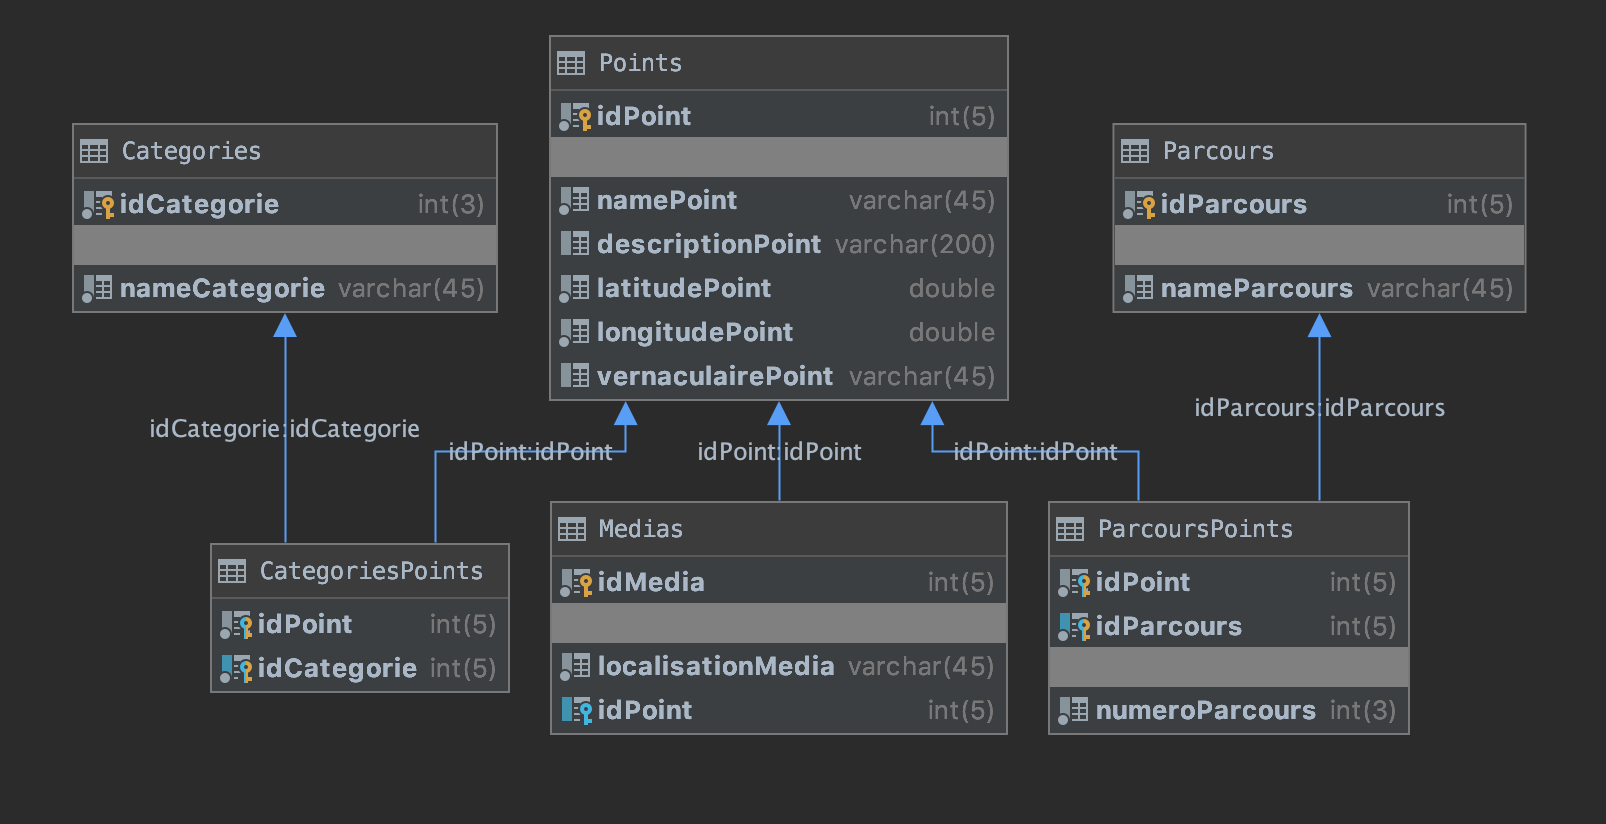 Points
idPoint int(5)
namePoint varchar(45)
descriptionPoint varchar(200)
latitudePoint double
longitudePoint double
vernaculairePoint varchar(45)
Categories
idCategorie int(3)
nameCategorie varchar(45)
Parcours
idParcours int(5)
nameParcours varchar(45)
idCategorie:idCategorie
idPoint:idPoint
idPoint:idPoint
idPoint:idPoint
idParcours:idParcours
CategoriesPoints
idPoint int(5)
idCategorie int(5)
Medias
idMedia int(5)
localisationMedia varchar(45)
idPoint int(5)
ParcoursPoints
idPoint int(5)
idParcours int(5)
numeroParcours int(3)